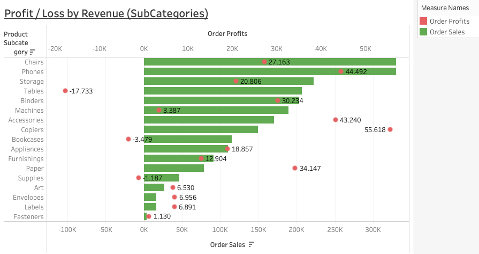 Profit / Loss by Revenue (SubCategories)
Measure Names
Order Profits
Order Sales
Product Subcate gory
Order Profits
-20K -10K 0K 10K 20K 30K 40K 50K
Chairs 27.163
Phones 44.492
Storage 20.806
Tables -17.733
Binders 30.234
Machines 3.387
Accessories 43.240
Copiers 55.618
Bookcases -3.479
Appliances 18.857
Furnishings 12.904
Paper 34.147
Supplies -1.187
Art 6.530
Envelopes 6.956
Labels 6.891
Fasteners 1.130
-100K -50K 0K 50K 100K 150K 200K 250K 300K
Order Sales